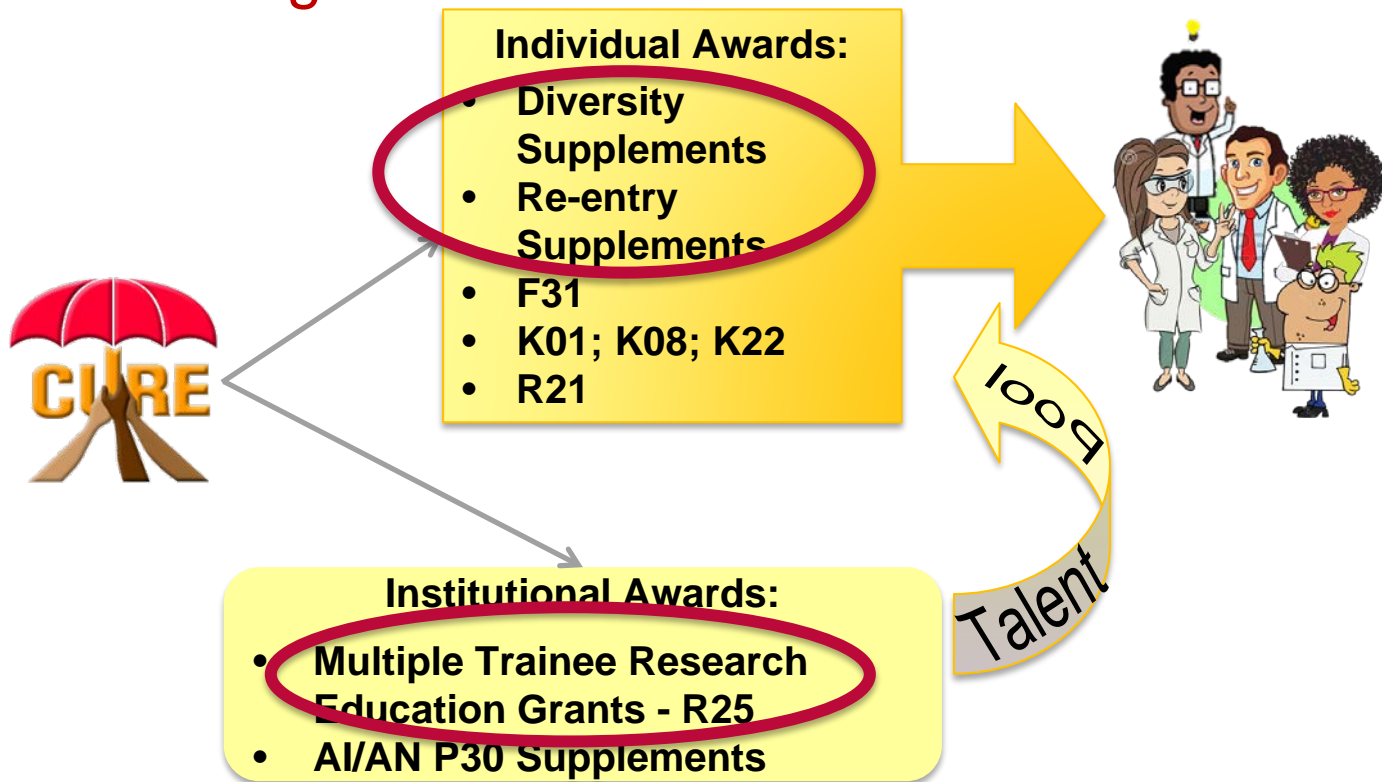 Individual Awards:
• Diversity
Supplements
• Re-entry
Supplements
• F31
• K01; K08; K22
• R21
CURE
pool
Talent
Institutional Awards:
• Multiple Trainee Research
Education Grants - R25
• AI/AN P30 Supplements